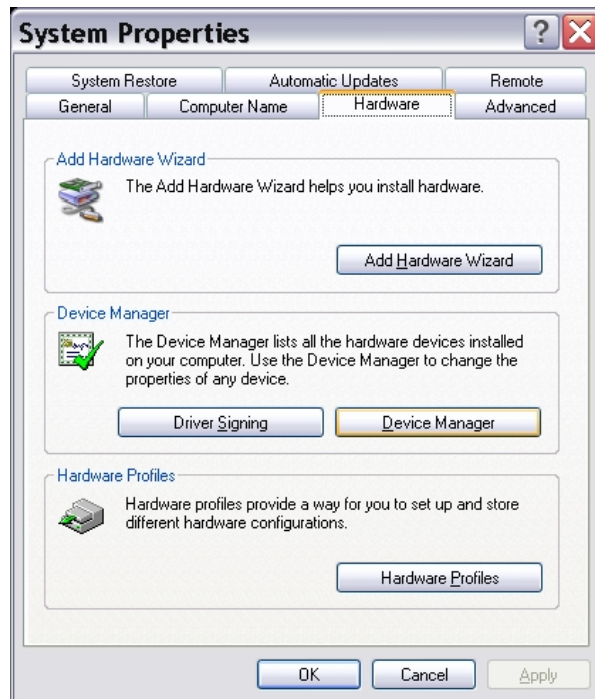 System Properties
?
System Restore Automatic Updates Remote
General Computer Name Hardware Advanced
Add Hardware Wizard
The Add Hardware Wizard helps you install hardware.
Add Hardware Wizard
Device Manager
The Device Manager lists all the hardware devices installed
on your computer. Use the Device Manager to change the
properties of any device.
Driver Signing Device Manager
Hardware Profiles
Hardware profiles provide a way for you to set up and store
different hardware configurations.
Hardware Profiles
OK Cancel Apply